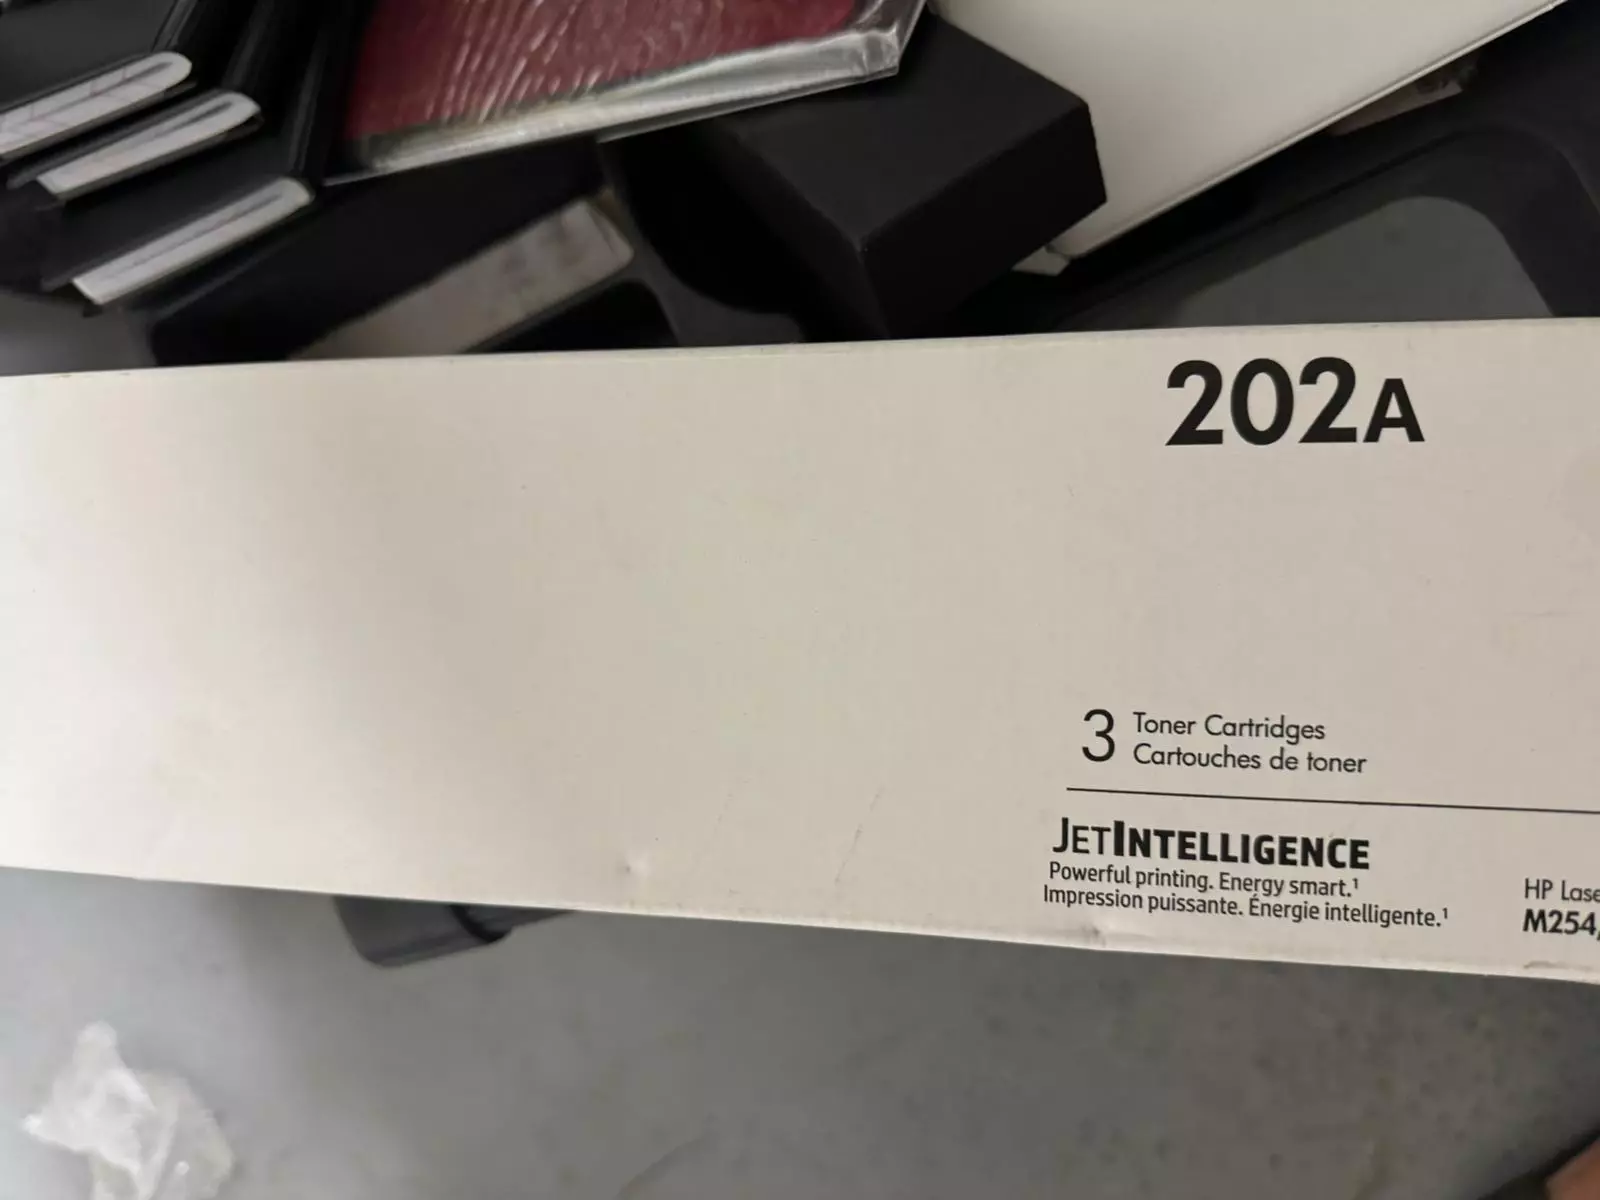 202A
3 Toner Cartridges
Cartouches de toner
JETINTELLIGENCE
Powerful printing. Energy smart.¹
Impression puissante. Énergie intelligente.¹
HP Lase
M254,